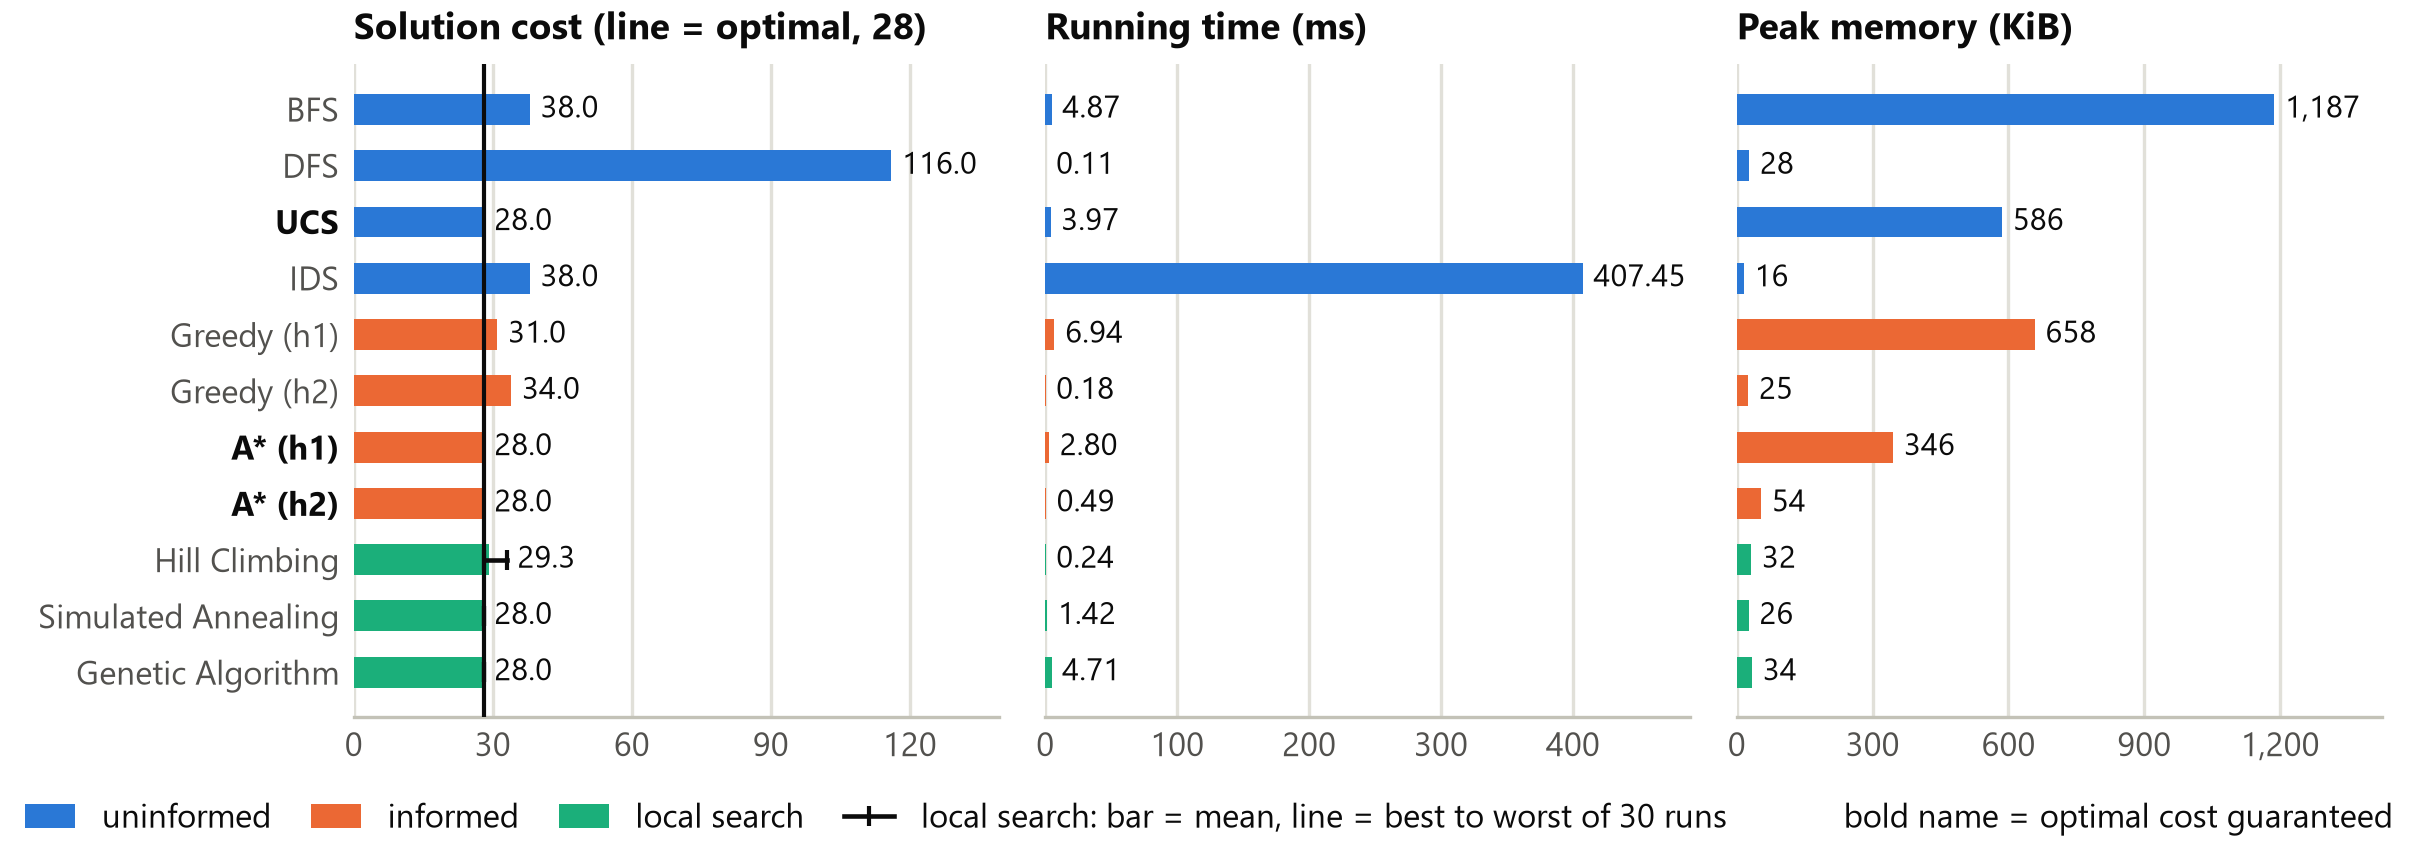 Solution cost (line = optimal, 28)
Running time (ms)
Peak memory (KiB)
BFS 38.0 4.87 1,187
DFS 116.0 0.11 28
UCS 28.0 3.97 586
IDS 38.0 407.45 16
Greedy (h1) 31.0 6.94 658
Greedy (h2) 34.0 0.18 25
A* (h1) 28.0 2.80 346
A* (h2) 28.0 0.49 54
Hill Climbing 29.3 0.24 32
Simulated Annealing 28.0 1.42 26
Genetic Algorithm 28.0 4.71 34
0 30 60 90 120
0 100 200 300 400
0 300 600 900 1,200
uninformed
informed
local search
local search: bar = mean, line = best to worst of 30 runs
bold name = optimal cost guaranteed